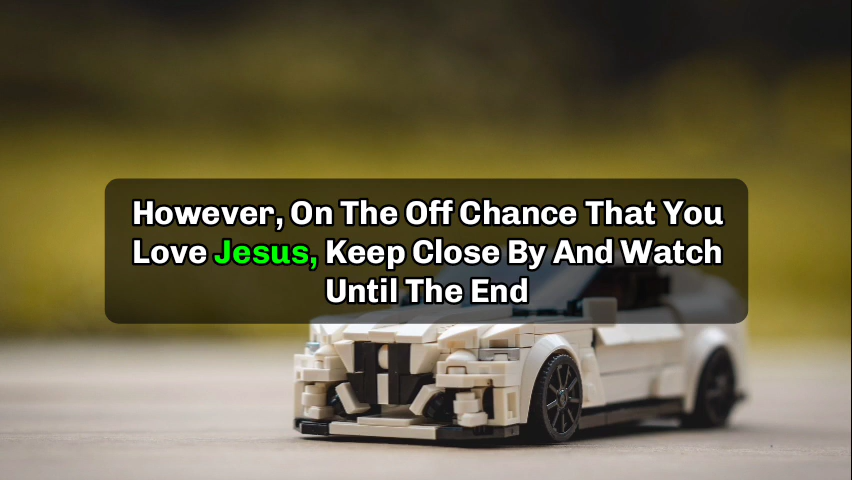 However, On The Off Chance That You
Love Jesus, Keep Close By And Watch
Until The End